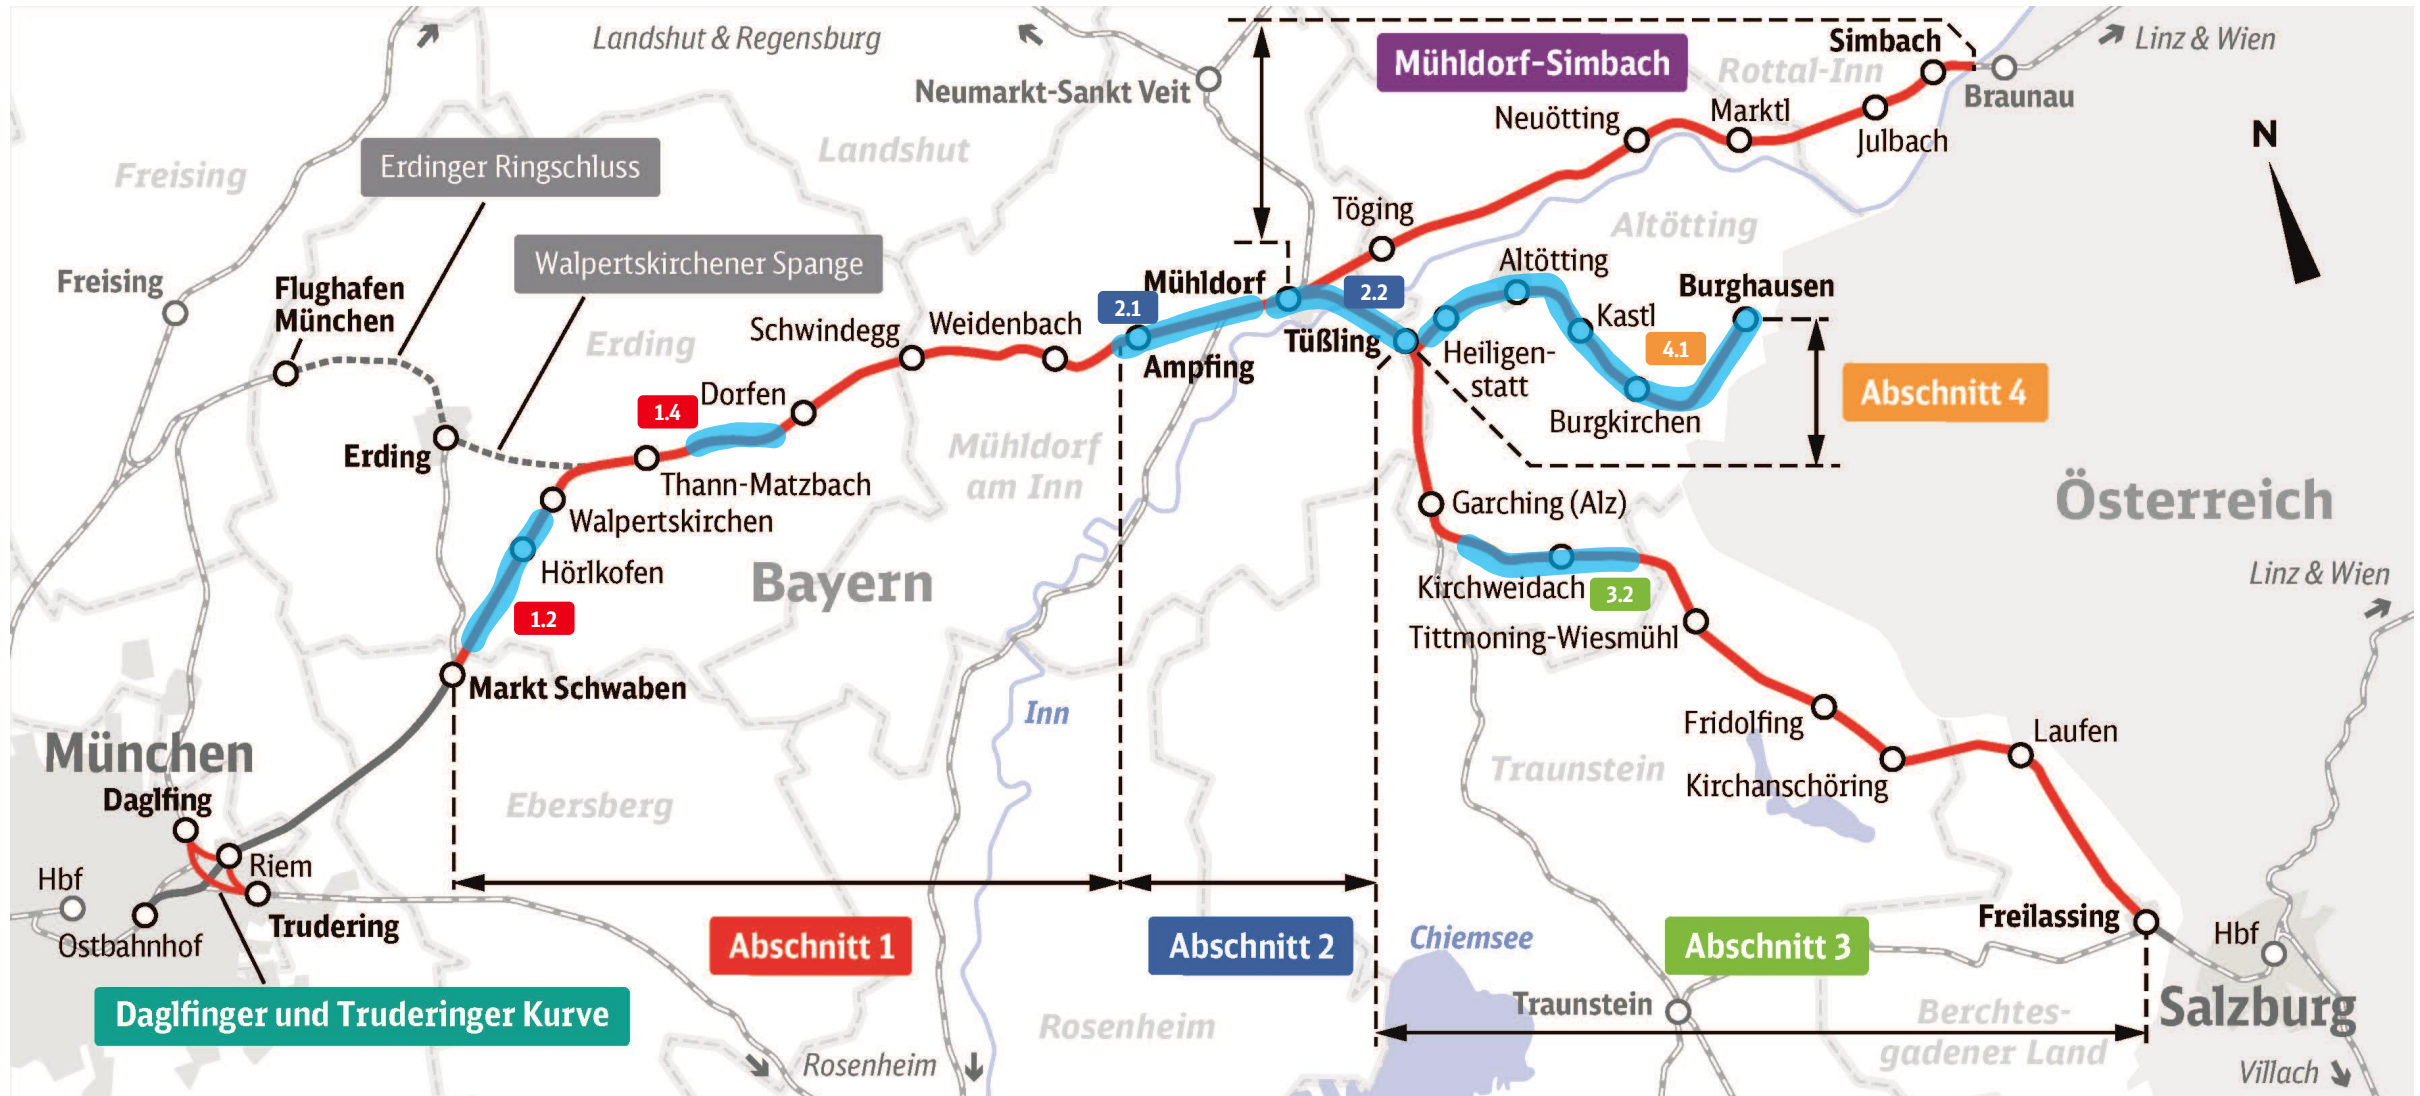 Landshut & Regensburg
Simbach
Linz & Wien
Mühldorf-Simbach
Rottal-Inn
Neumarkt-Sankt Veit
Braunau
Neuötting
Marktl
Julbach
N
Erdinger Ringschluss
Landshut
Freising
Töging
Altötting
Walpertskirchener Spange
Freising
Flughafen
München
Mühldorf
2.2
Altötting
Burghausen
2.1
Schwindegg
Weidenbach
Kastl
Erding
Tüßling
4.1
Ampfing
Heiligen-
statt
Abschnitt 4
1.4
Dorfen
Burgkirchen
Erding
Mühldorf
am Inn
Thann-Matzbach
Garching (Alz)
Österreich
Walpertskirchen
Hörlkofen
Bayern
Kirchweidach
3.2
Linz & Wien
1.2
Tittmoning-Wiesmühl
Markt Schwaben
Inn
Fridolfing
Laufen
München
Traunstein
Kirchanschöring
Daglfing
Ebersberg
Riem
Hbf
Trudering
Freilassing
Hbf
Ostbahnhof
Abschnitt 1
Abschnitt 2
Chiemsee
Abschnitt 3
Daglfinger und Truderinger Kurve
Traunstein
Salzburg
Rosenheim
Berchtes-
gadener Land
Rosenheim
Villach